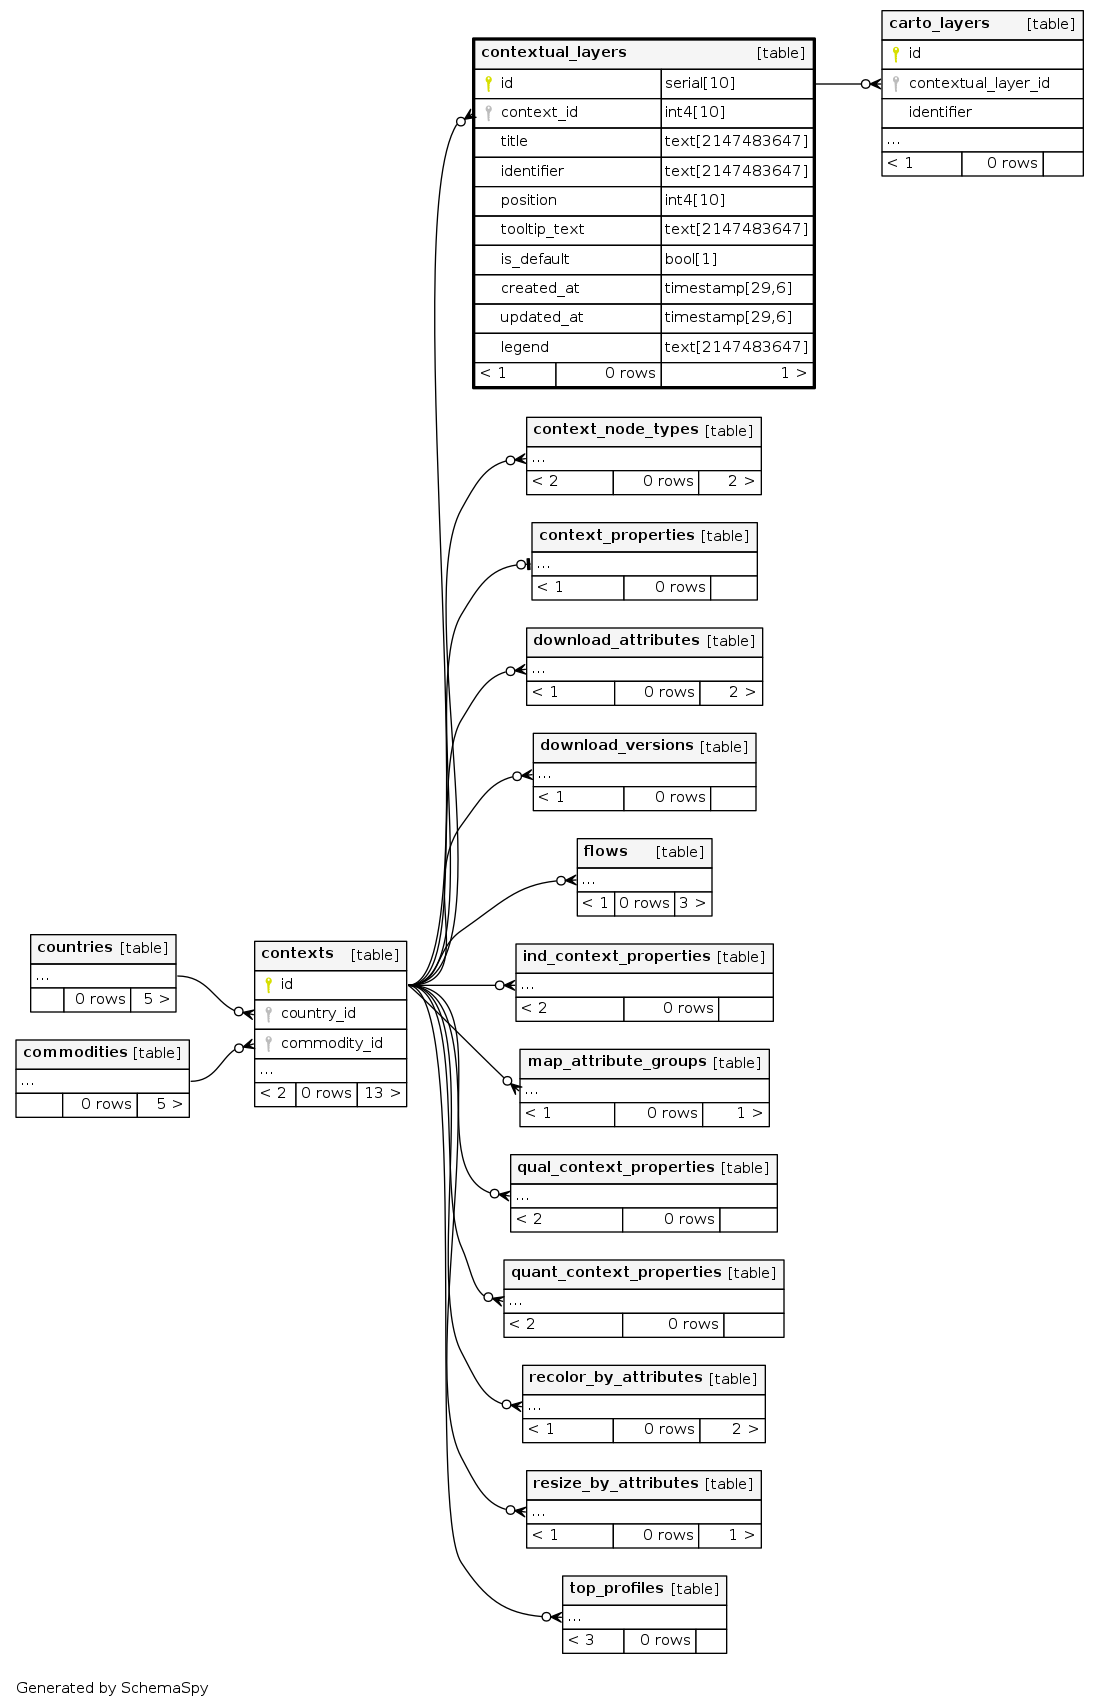 carto_layers [table]
id
contextual_layer_id
identifier
...
< 1 0 rows
contextual_layers [table]
id serial[10]
context_id int4[10]
title text[2147483647]
identifier text[2147483647]
position int4[10]
tooltip_text text[2147483647]
is_default bool[1]
created_at timestamp[29,6]
updated_at timestamp[29,6]
legend text[2147483647]
< 1 0 rows 1 >
context_node_types [table]
...
< 2 0 rows 2 >
context_properties [table]
...
< 1 0 rows
download_attributes [table]
...
< 1 0 rows 2 >
download_versions [table]
...
< 1 0 rows
flows [table]
...
< 1 0 rows 3 >
countries [table]
...
0 rows 5 >
commodities [table]
...
0 rows 5 >
contexts [table]
id
country_id
commodity_id
...
< 2 0 rows 13 >
ind_context_properties [table]
...
< 2 0 rows
map_attribute_groups [table]
...
< 1 0 rows 1 >
qual_context_properties [table]
...
< 2 0 rows
quant_context_properties [table]
...
< 2 0 rows
recolor_by_attributes [table]
...
< 1 0 rows 2 >
resize_by_attributes [table]
...
< 1 0 rows 1 >
top_profiles [table]
...
< 3 0 rows
Generated by SchemaSpy